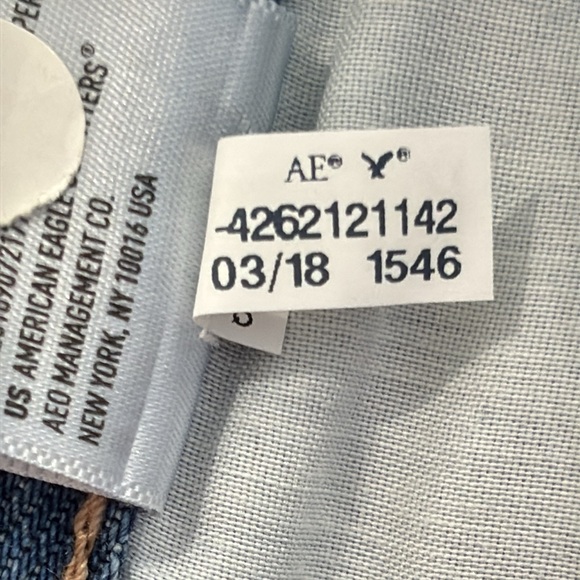 AE®
-4262121142
03/18 1546
US AMERICAN EAGLE
AEO MANAGEMENT CO.
NEW YORK, NY 10016 USA